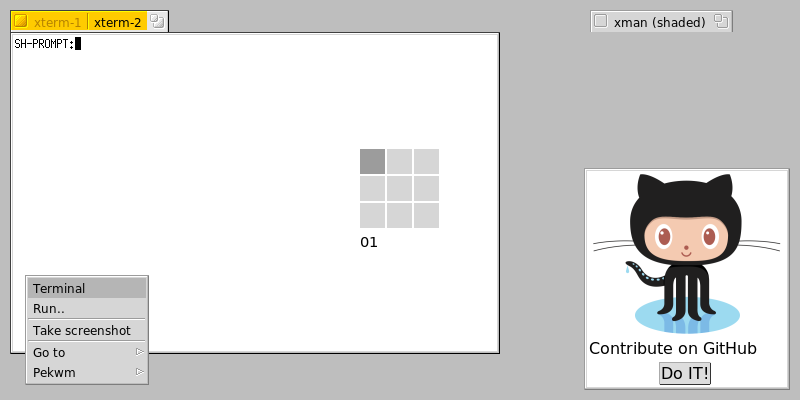 xterm-1 xterm-2
xman (shaded)
SH-PROMPT:
01
Terminal
Run..
Take screenshot
Go to
Pekwm
Contribute on GitHub
Do IT!